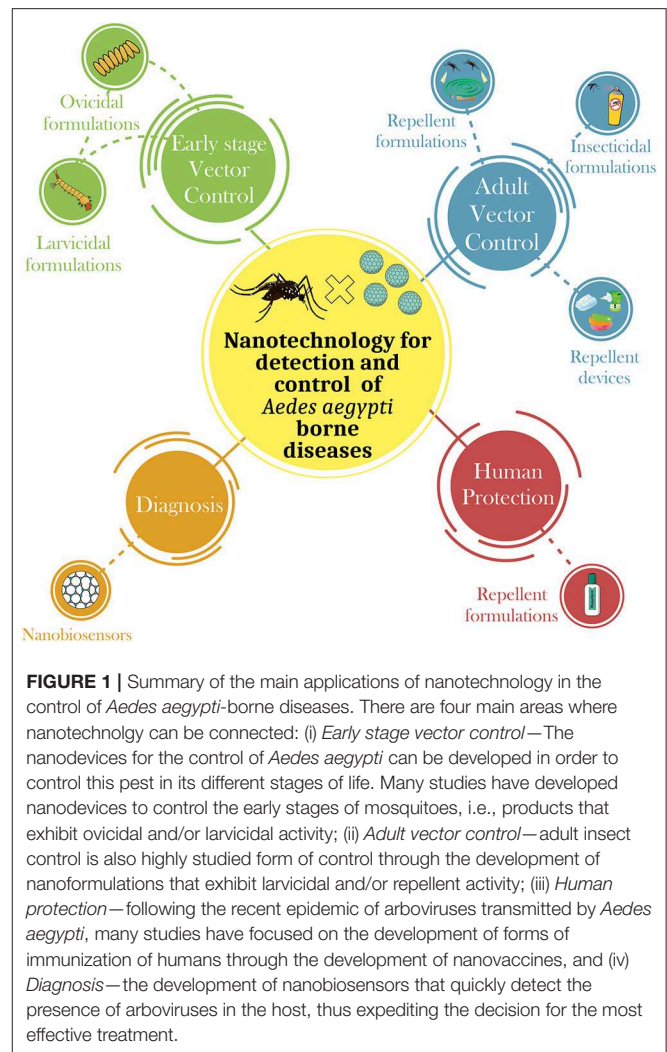 Ovicidal
formulations
Early stage
Vector
Control
Larvicidal
formulations
Repellent
formulations
Insecticidal
formulations
Adult
Vector
Control
Repellent
devices
Nanotechnology for
detection and
control of
Aedes aegypti
borne
diseases
Diagnosis
Nanobiosensors
Human
Protection
Repellent
formulations
FIGURE 1 | Summary of the main applications of nanotechnology in the
control of Aedes aegypti-borne diseases. There are four main areas where
nanotechnolgy can be connected: (i) Early stage vector control—The
nanodevices for the control of Aedes aegypti can be developed in order to
control this pest in its different stages of life. Many studies have developed
nanodevices to control the early stages of mosquitoes, i.e., products that
exhibit ovicidal and/or larvicidal activity; (ii) Adult vector control—adult insect
control is also highly studied form of control through the development of
nanoformulations that exhibit larvicidal and/or repellent activity; (iii) Human
protection—following the recent epidemic of arboviruses transmitted by Aedes
aegypti, many studies have focused on the development of forms of
immunization of humans through the development of nanovaccines, and (iv)
Diagnosis—the development of nanobiosensors that quickly detect the
presence of arboviruses in the host, thus expediting the decision for the most
effective treatment.